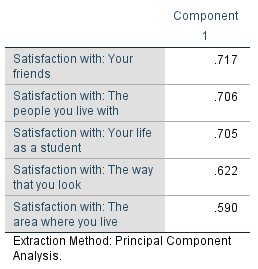 Component
1
Satisfaction with: Your .717
friends
Satisfaction with: The .706
people you live with
Satisfaction with: Your life .705
as a student
Satisfaction with: The way .622
that you look
Satisfaction with: The .590
area where you live
Extraction Method: Principal Component
Analysis.